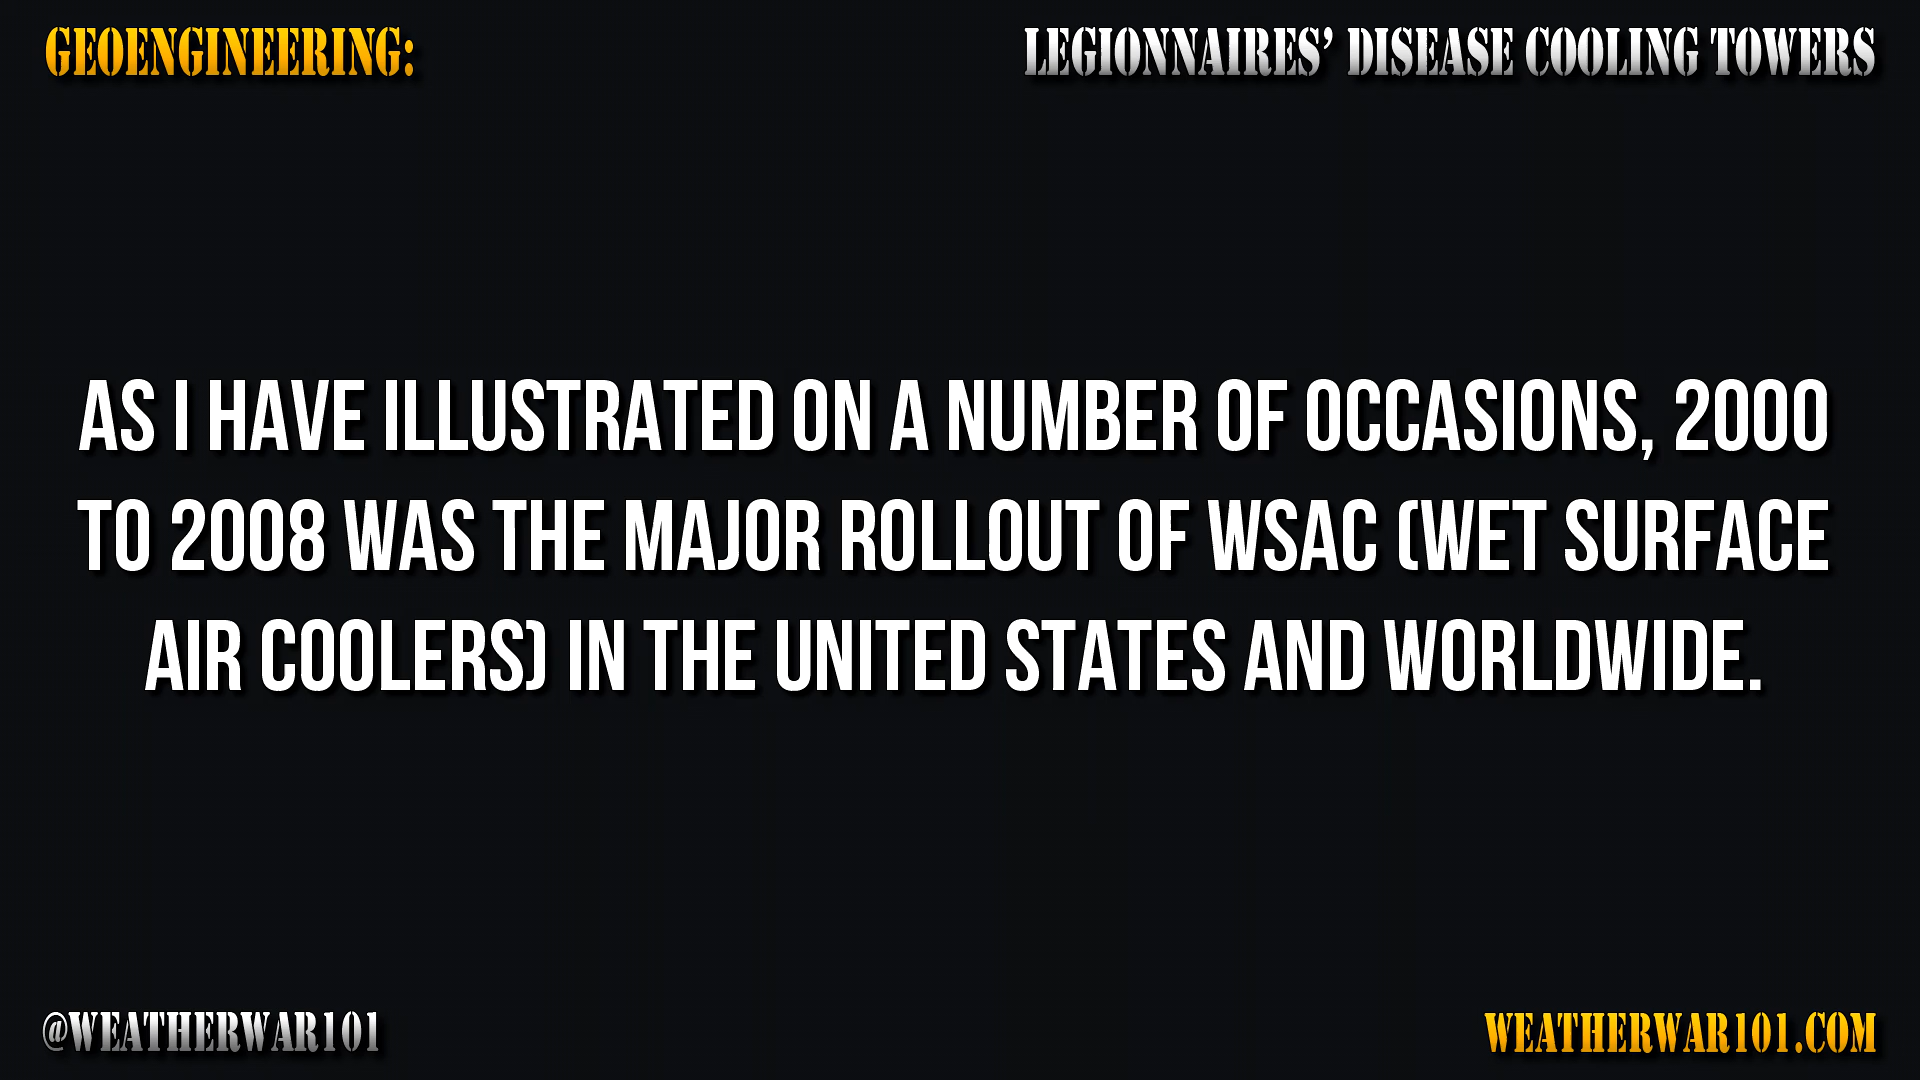 GEOENGINEERING:
LEGIONNAIRES’ DISEASE COOLING TOWERS
AS I HAVE ILLUSTRATED ON A NUMBER OF OCCASIONS, 2000
TO 2008 WAS THE MAJOR ROLLOUT OF WSAC (WET SURFACE
AIR COOLERS) IN THE UNITED STATES AND WORLDWIDE.
@WEATHERWAR101
WEATHERWAR101.COM